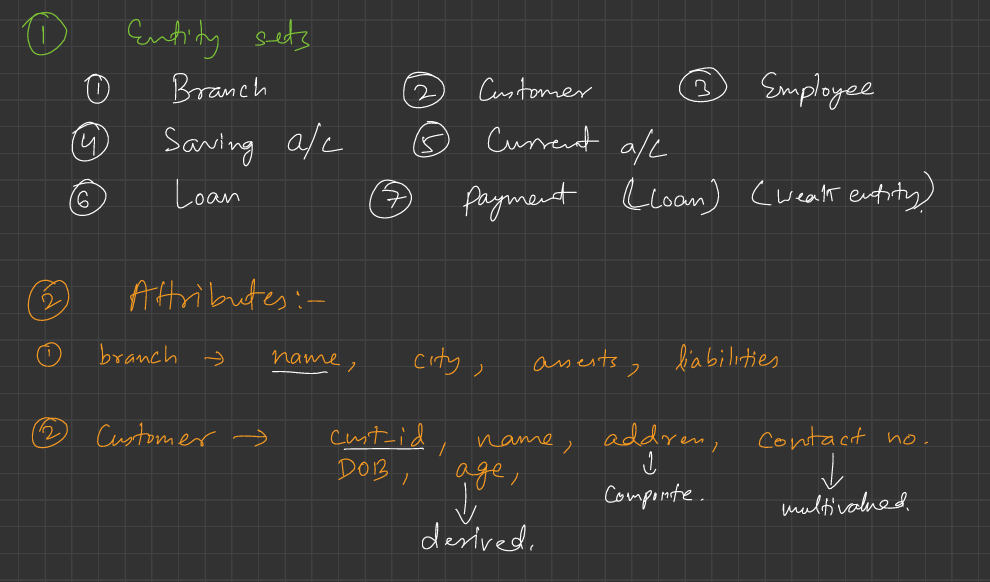 ① Entity sets
① Branch ② Customer ③ Employee
④ Saving a/c ⑤ Current a/c
⑥ Loan ⑦ payment (Loan) (weak entity)
② Attributes:-
① branch → name, city, assets, liabilities
② Customer → cust-id, name, address, contact no.
DOB, age,
↓ composite. ↓ multivalued.
↓ derived.